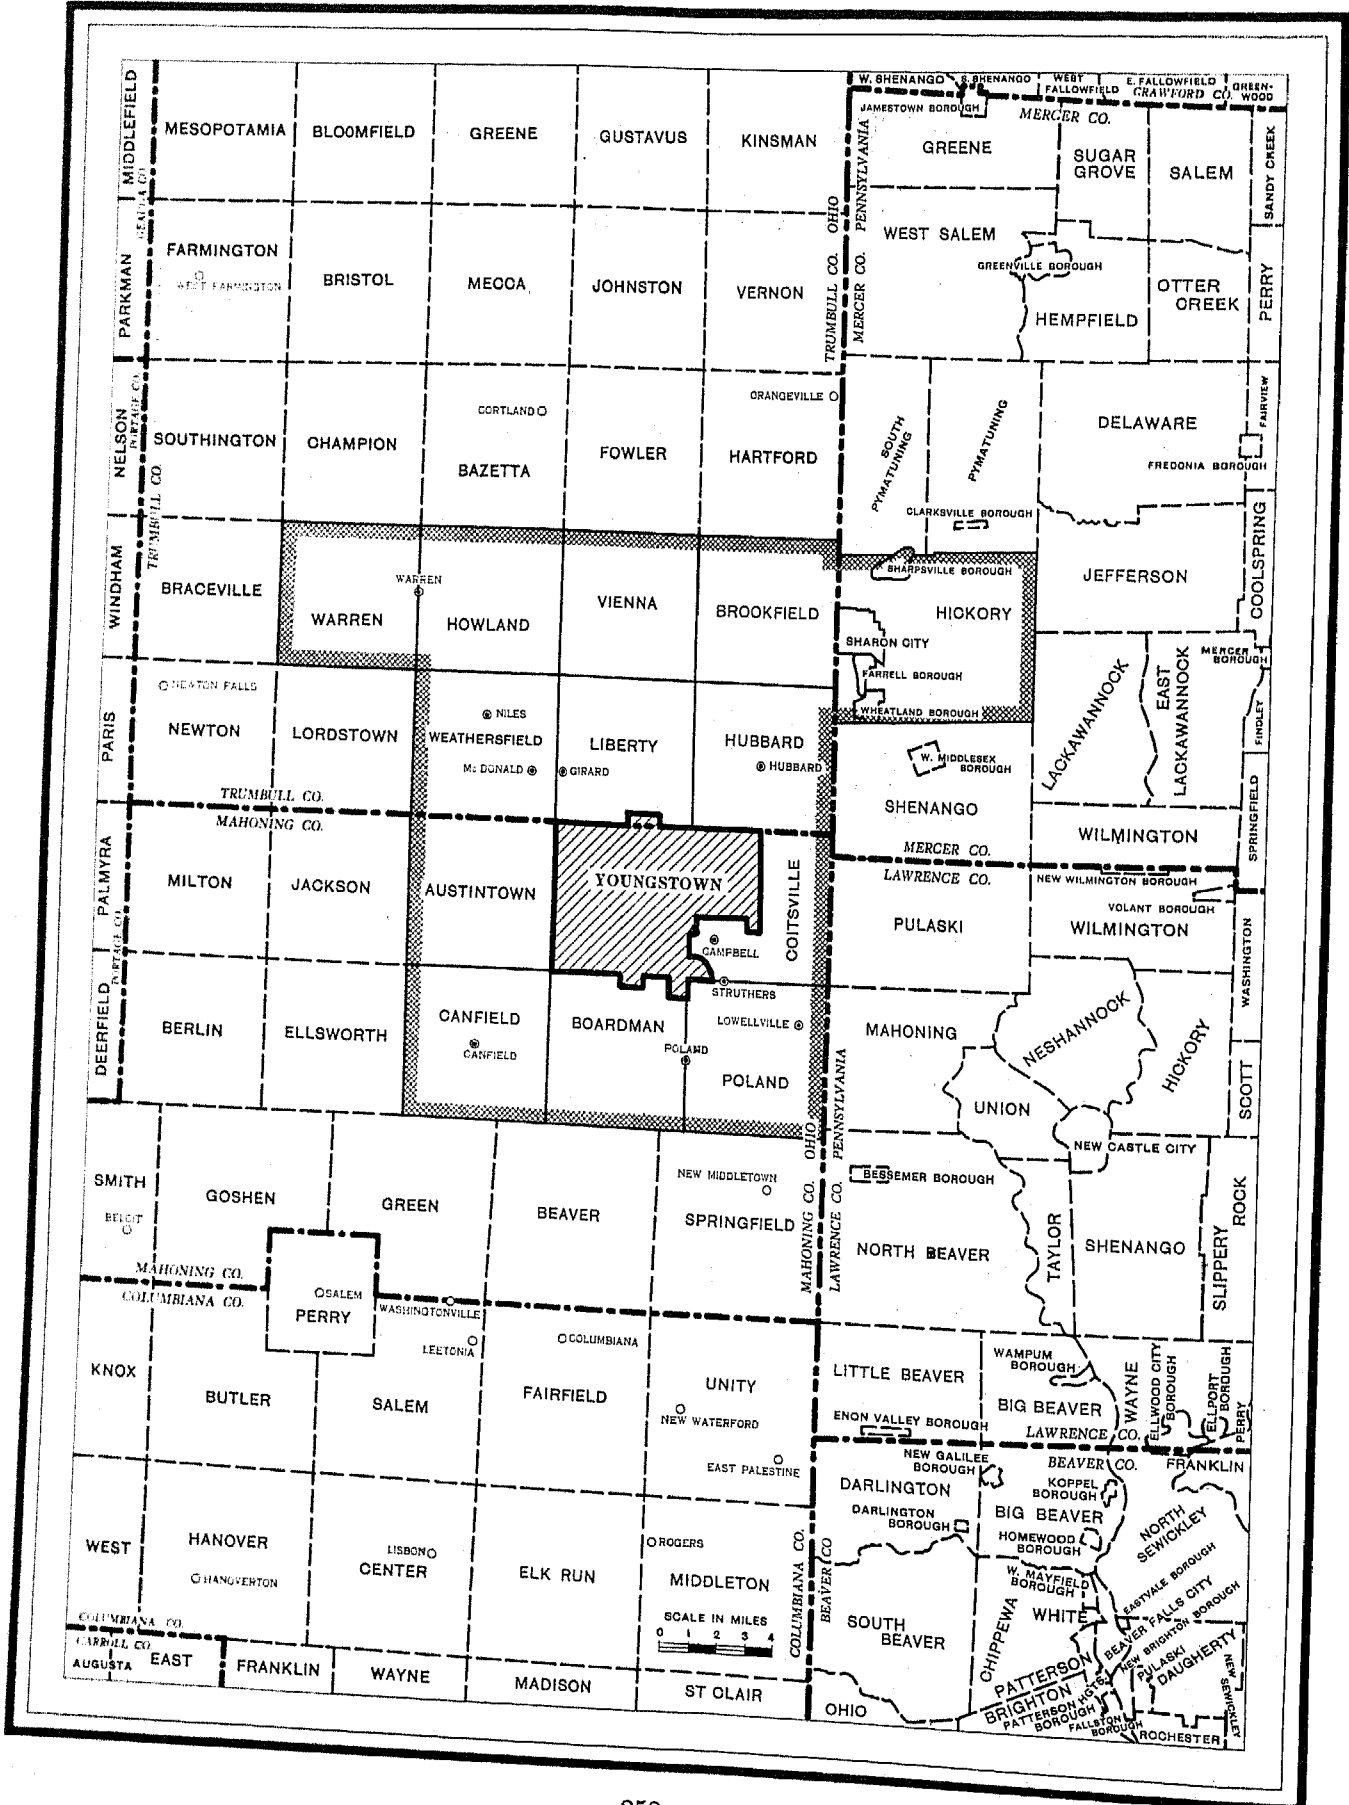 W. SHENANGO
S. SHENANGO
WEST
FALLOWFIELD
E. FALLOWFIELD
CRAWFORD CO.
GREEN-
WOOD
MIDDLEFIELD
GEAUGA CO.
MESOPOTAMIA
BLOOMFIELD
GREENE
GUSTAVUS
KINSMAN
JAMESTOWN BOROUGH
MERCER CO.
GREENE
SUGAR
GROVE
SALEM
SANDY CREEK
PARKMAN
FARMINGTON
WEST FARMINGTON
BRISTOL
MECCA
JOHNSTON
VERNON
TRUMBULL CO. OHIO
MERCER CO. PENNSYLVANIA
WEST SALEM
GREENVILLE BOROUGH
HEMPFIELD
OTTER
CREEK
PERRY
NELSON
PORTAGE CO.
SOUTHINGTON
CHAMPION
CORTLAND
BAZETTA
FOWLER
ORANGEVILLE
HARTFORD
SOUTH
PYMATUNING
PYMATUNING
DELAWARE
FAIRVIEW
FREDONIA BOROUGH
CLARKSVILLE BOROUGH
WINDHAM
TRUMBULL CO.
BRACEVILLE
WARREN
WARREN
HOWLAND
VIENNA
BROOKFIELD
SHARPSVILLE BOROUGH
HICKORY
SHARON CITY
FARRELL BOROUGH
WHEATLAND BOROUGH
JEFFERSON
COOLSPRING
MERCER
BOROUGH
PARIS
NEWTON FALLS
NEWTON
LORDSTOWN
NILES
WEATHERSFIELD
Mc DONALD
GIRARD
LIBERTY
HUBBARD
HUBBARD
W. MIDDLESEX
BOROUGH
SHENANGO
LACKAWANNOCK
EAST
LACKAWANNOCK
FINDLEY
SPRINGFIELD
TRUMBULL CO.
MAHONING CO.
WILMINGTON
MERCER CO.
LAWRENCE CO.
PALMYRA
PORTAGE CO.
MILTON
JACKSON
AUSTINTOWN
YOUNGSTOWN
COITSVILLE
CAMPBELL
STRUTHERS
PULASKI
NEW WILMINGTON BOROUGH
VOLANT BOROUGH
WILMINGTON
WASHINGTON
DEERFIELD
BERLIN
ELLSWORTH
CANFIELD
CANFIELD
BOARDMAN
LOWELLVILLE
POLAND
POLAND
MAHONING
NESHANNOCK
HICKORY
UNION
NEW CASTLE CITY
SCOTT
SMITH
BELOIT
GOSHEN
GREEN
BEAVER
NEW MIDDLETOWN
SPRINGFIELD
MAHONING CO. OHIO
LAWRENCE CO. PENNSYLVANIA
BESSEMER BOROUGH
NORTH BEAVER
TAYLOR
SHENANGO
SLIPPERY
ROCK
MAHONING CO.
COLUMBIANA CO.
SALEM
PERRY
WASHINGTONVILLE
LEETONIA
COLUMBIANA
KNOX
BUTLER
SALEM
FAIRFIELD
UNITY
NEW WATERFORD
EAST PALESTINE
LITTLE BEAVER
ENON VALLEY BOROUGH
WAMPUM
BOROUGH
BIG BEAVER
LAWRENCE CO.
WAYNE
ELLWOOD CITY
BOROUGH
ELLPORT
BOROUGH
PERRY
BEAVER CO.
FRANKLIN
NEW GALILEE
BOROUGH
DARLINGTON
DARLINGTON
BOROUGH
KOPPEL
BOROUGH
BIG BEAVER
HOMEWOOD
BOROUGH
NORTH
SEWICKLEY
WEST
HANOVER
HANOVERTON
LISBON
CENTER
ELK RUN
ROGERS
MIDDLETON
SCALE IN MILES
0 1 2 3 4
COLUMBIANA CO.
BEAVER CO
SOUTH
BEAVER
CHIPPEWA
W. MAYFIELD
BOROUGH
WHITE
EASTVALE BOROUGH
BEAVER FALLS CITY
NEW BRIGHTON BOROUGH
PULASKI
DAUGHERTY
PATTERSON
BRIGHTON
PATTERSON HGTS.
BOROUGH
FALLSTON
BOROUGH
ROCHESTER
NEW
SEWICKLEY
COLUMBIANA CO.
CARROLL CO.
AUGUSTA
EAST
FRANKLIN
WAYNE
MADISON
ST CLAIR
OHIO